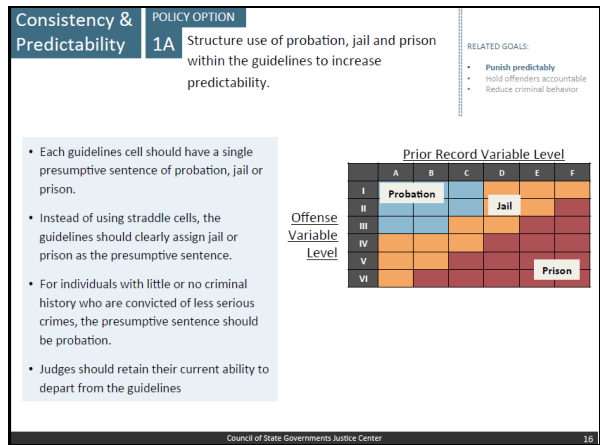 Consistency &
Predictability
POLICY OPTION
1A
Structure use of probation, jail and prison
within the guidelines to increase
predictability.
RELATED GOALS:
• Punish predictably
• Hold offenders accountable
• Reduce criminal behavior
• Each guidelines cell should have a single
presumptive sentence of probation, jail or
prison.
• Instead of using straddle cells, the
guidelines should clearly assign jail or
prison as the presumptive sentence.
• For individuals with little or no criminal
history who are convicted of less serious
crimes, the presumptive sentence should
be probation.
• Judges should retain their current ability to
depart from the guidelines
Prior Record Variable Level
A B C D E F
Offense
Variable
Level
I
II
III
IV
V
VI
Probation
Jail
Prison
Council of State Governments Justice Center
16